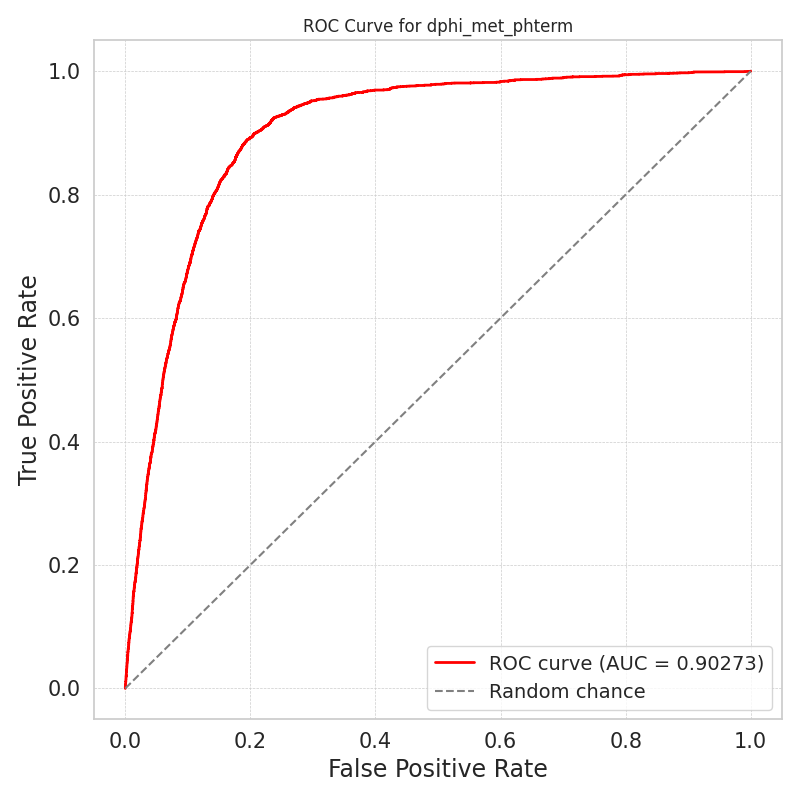 ROC Curve for dphi_met_phterm
True Positive Rate
1.0
0.8
0.6
0.4
0.2
0.0
ROC curve (AUC = 0.90273)
Random chance
0.0 0.2 0.4 0.6 0.8 1.0
False Positive Rate